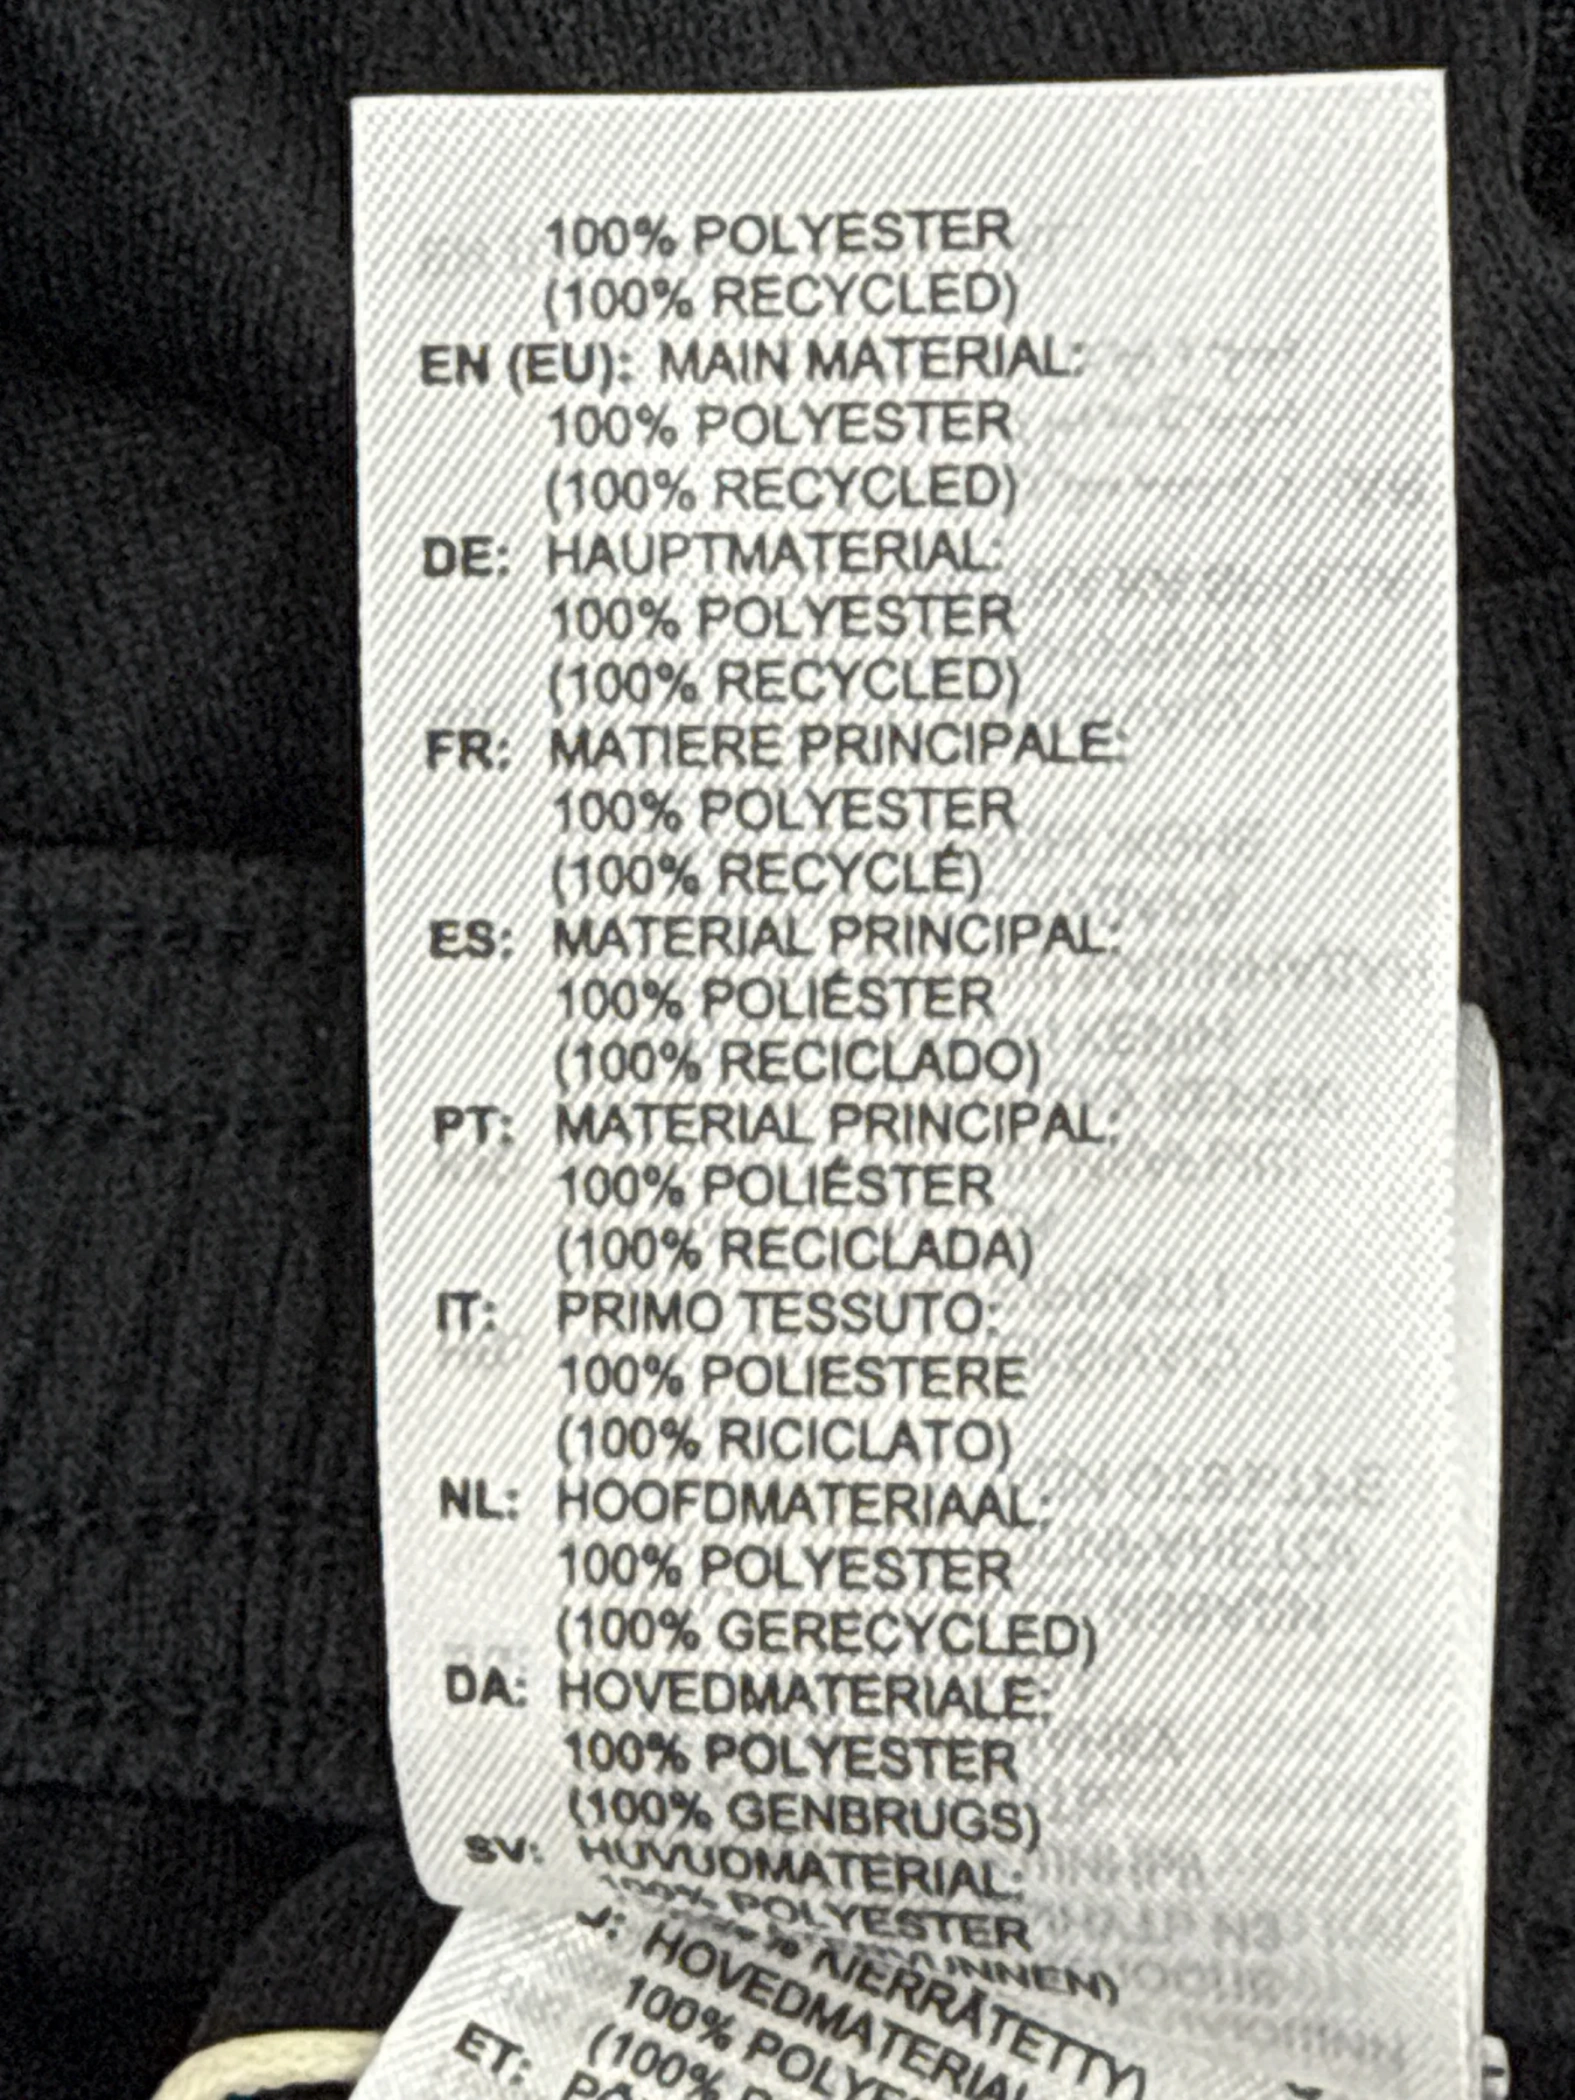 100% POLYESTER
(100% RECYCLED)
EN (EU): MAIN MATERIAL:
100% POLYESTER
(100% RECYCLED)
DE: HAUPTMATERIAL:
100% POLYESTER
(100% RECYCLED)
FR: MATIERE PRINCIPALE:
100% POLYESTER
(100% RECYCLÉ)
ES: MATERIAL PRINCIPAL:
100% POLIÉSTER
(100% RECICLADO)
PT: MATERIAL PRINCIPAL:
100% POLIÉSTER
(100% RECICLADA)
IT: PRIMO TESSUTO:
100% POLIESTERE
(100% RICICLATO)
NL: HOOFDMATERIAAL:
100% POLYESTER
(100% GERECYCLED)
DA: HOVEDMATERIALE:
100% POLYESTER
(100% GENBRUGS)
SV: HUVUDMATERIAL:
100% POLYESTER
HOVEDMATERIAL
100%
(100%
ET: